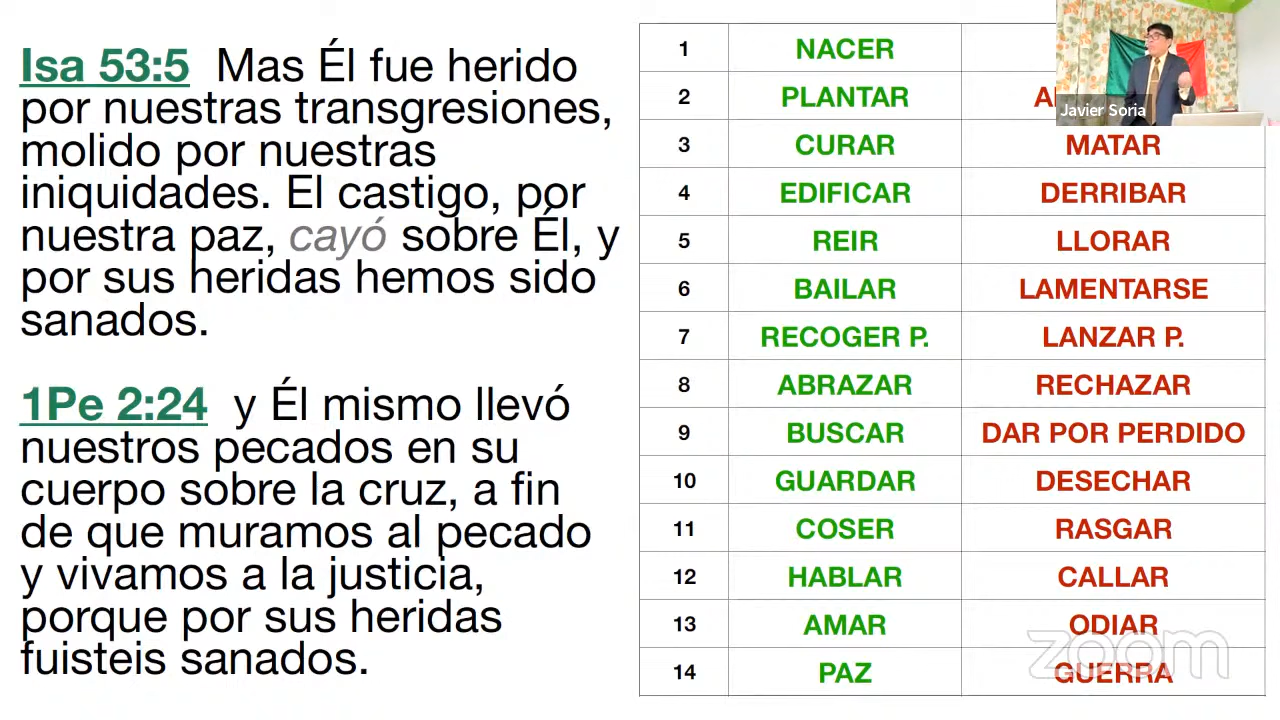 Isa 53:5 Mas Él fue herido
por nuestras transgresiones,
molido por nuestras
iniquidades. El castigo, por
nuestra paz, cayó sobre Él, y
por sus heridas hemos sido
sanados.
1Pe 2:24 y Él mismo llevó
nuestros pecados en su
cuerpo sobre la cruz, a fin
de que muramos al pecado
y vivamos a la justicia,
porque por sus heridas
fuisteis sanados.
1 NACER
2 PLANTAR
3 CURAR MATAR
4 EDIFICAR DERRIBAR
5 REIR LLORAR
6 BAILAR LAMENTARSE
7 RECOGER P. LANZAR P.
8 ABRAZAR RECHAZAR
9 BUSCAR DAR POR PERDIDO
10 GUARDAR DESECHAR
11 COSER RASGAR
12 HABLAR CALLAR
13 AMAR ODIAR
14 PAZ GUERRA
Javier Soria
zoom